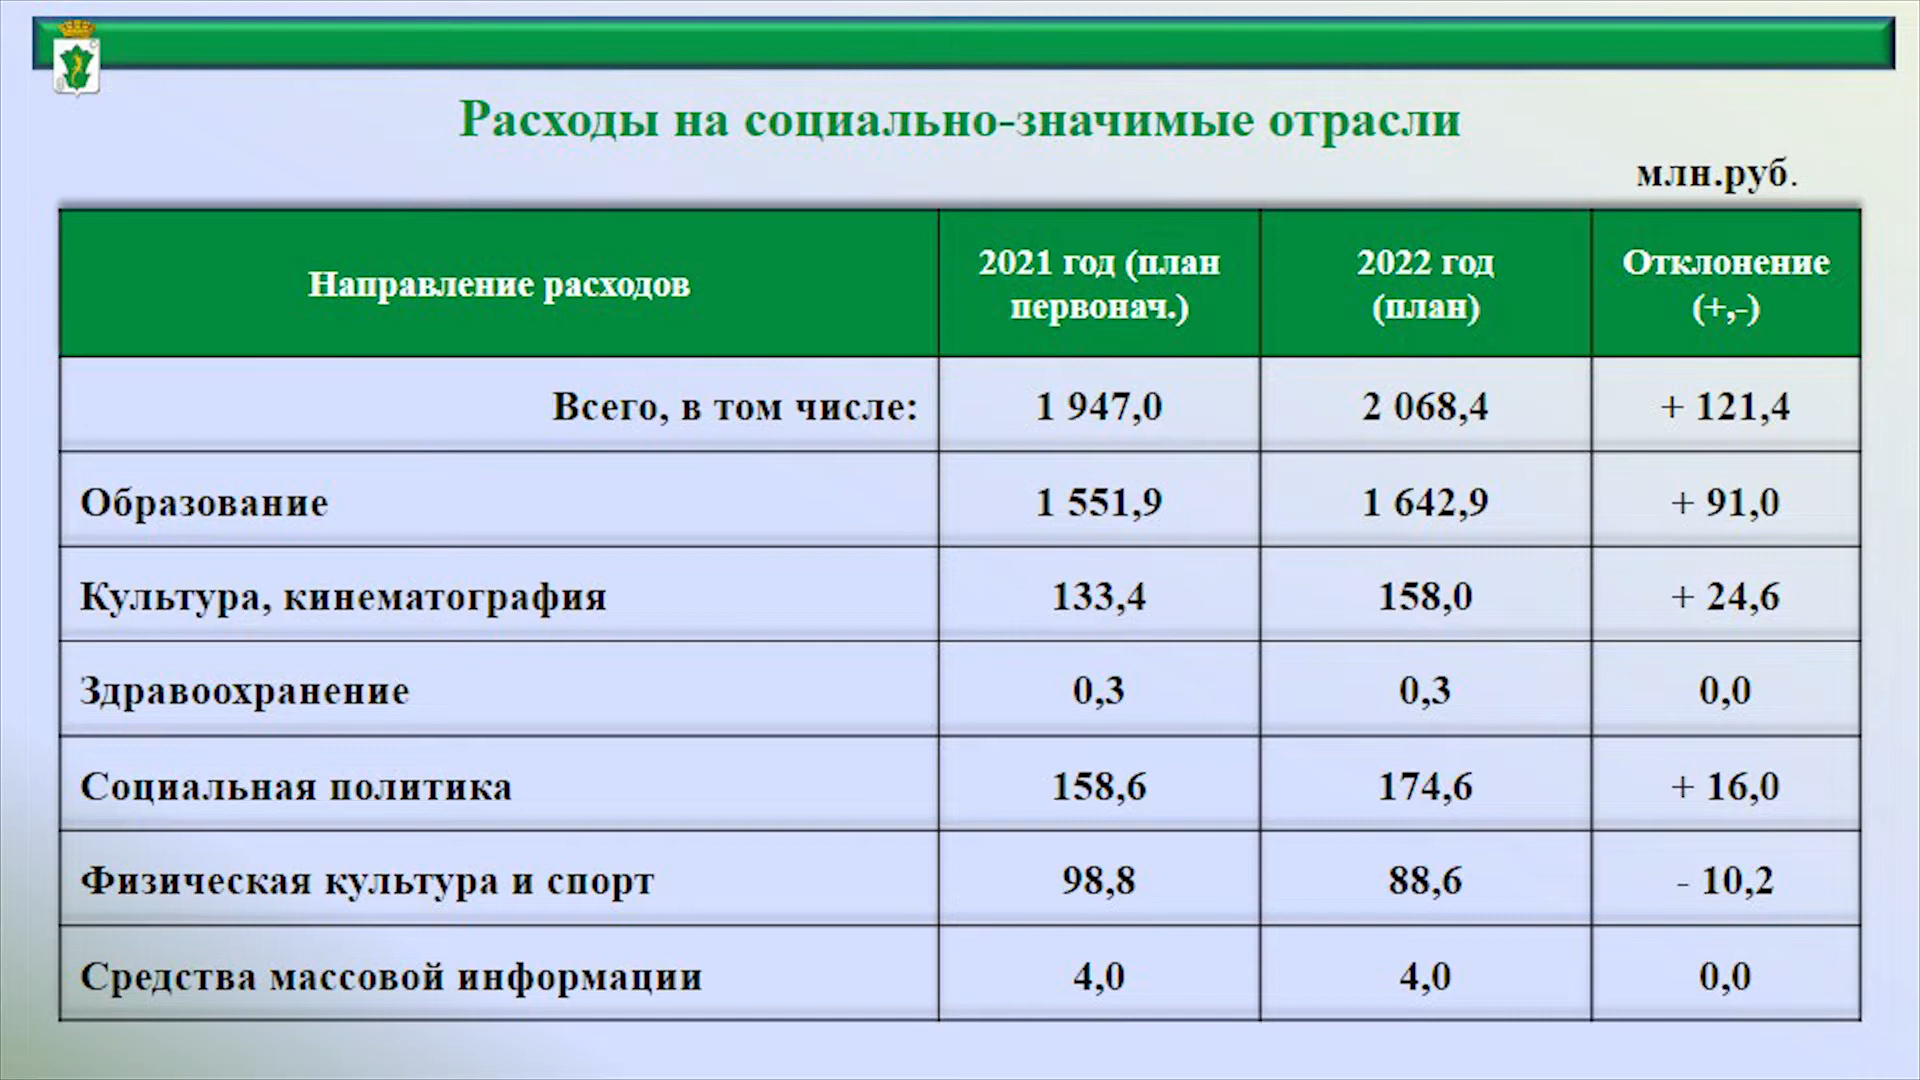 Расходы на социально-значимые отрасли
млн.руб.
Направление расходов
2021 год (план
первонач.)
2022 год
(план)
Отклонение
(+,-)
Всего, в том числе: 1 947,0 2 068,4 + 121,4
Образование 1 551,9 1 642,9 + 91,0
Культура, кинематография 133,4 158,0 + 24,6
Здравоохранение 0,3 0,3 0,0
Социальная политика 158,6 174,6 + 16,0
Физическая культура и спорт 98,8 88,6 - 10,2
Средства массовой информации 4,0 4,0 0,0